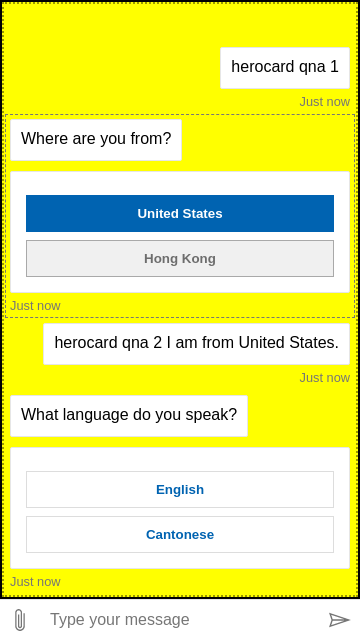 herocard qna 1
Just now
Where are you from?
United States
Hong Kong
Just now
herocard qna 2 I am from United States.
Just now
What language do you speak?
English
Cantonese
Just now
Type your message